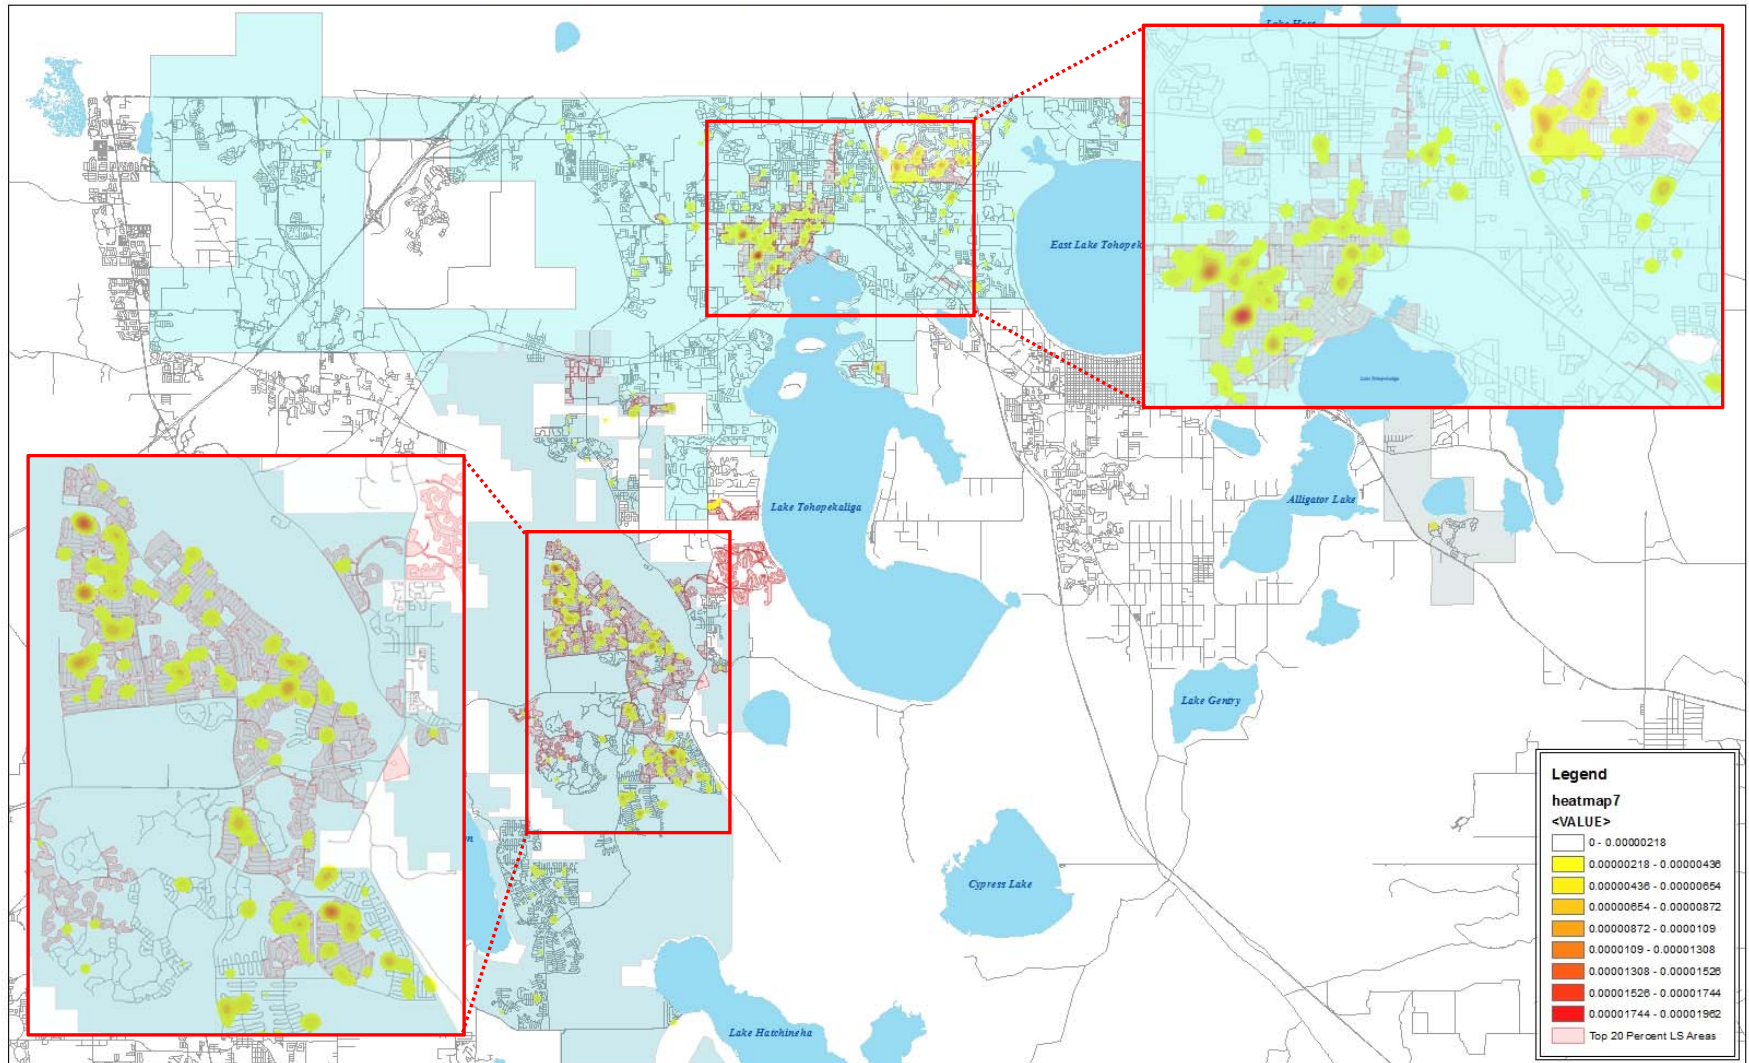 East Lake Tohopek
Lake Tohopekaliga
Lake Tohopekaliga
Alligator Lake
Lake Gentry
Cypress Lake
Lake Hatchineha
Legend
heatmap7
<VALUE>
0 - 0.00000218
0.00000218 - 0.00000436
0.00000436 - 0.00000654
0.00000654 - 0.00000872
0.00000872 - 0.0000109
0.0000109 - 0.00001308
0.00001308 - 0.00001526
0.00001526 - 0.00001744
0.00001744 - 0.00001962
Top 20 Percent LS Areas